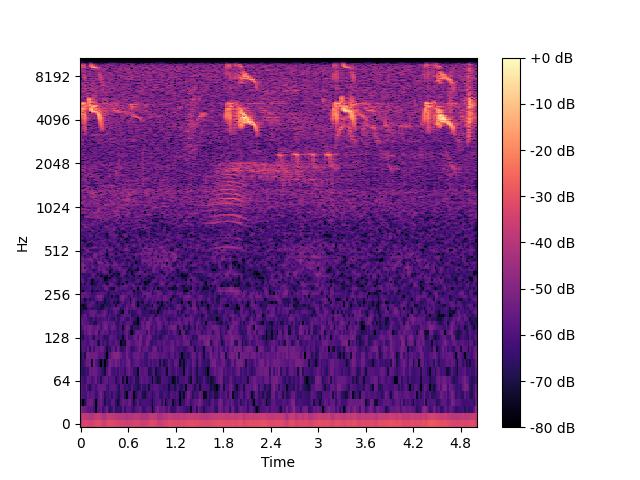 8192
4096
2048
1024
512
256
128
64
0
Hz
0 0.6 1.2 1.8 2.4 3 3.6 4.2 4.8
Time
+0 dB
-10 dB
-20 dB
-30 dB
-40 dB
-50 dB
-60 dB
-70 dB
-80 dB